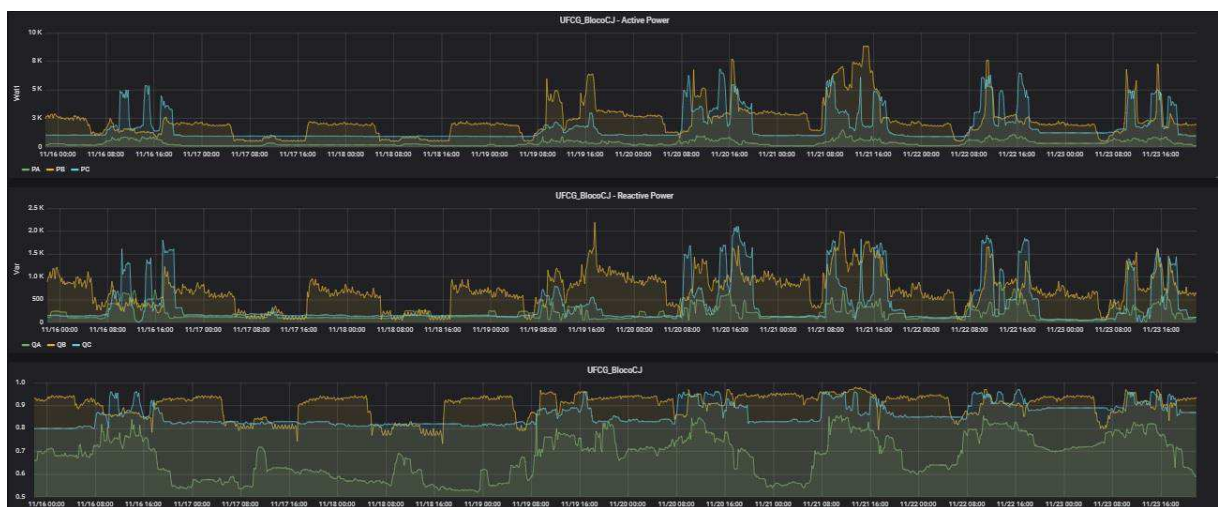 UFCG_BlocoCJ - Active Power
10 K
8 K
5 K
3 K
0
Watt
11/16 00:00 11/16 08:00 11/16 16:00 11/17 00:00 11/17 08:00 11/17 16:00 11/18 00:00 11/18 08:00 11/18 16:00 11/19 00:00 11/19 08:00 11/19 16:00 11/20 00:00 11/20 08:00 11/20 16:00 11/21 00:00 11/21 08:00 11/21 16:00 11/22 00:00 11/22 08:00 11/22 16:00 11/23 00:00 11/23 08:00 11/23 16:00
PA PB PC
UFCG_BlocoCJ - Reactive Power
2.5 K
2.0 K
1.5 K
1.0 K
500
0
Var
11/16 00:00 11/16 08:00 11/16 16:00 11/17 00:00 11/17 08:00 11/17 16:00 11/18 00:00 11/18 08:00 11/18 16:00 11/19 00:00 11/19 08:00 11/19 16:00 11/20 00:00 11/20 08:00 11/20 16:00 11/21 00:00 11/21 08:00 11/21 16:00 11/22 00:00 11/22 08:00 11/22 16:00 11/23 00:00 11/23 08:00 11/23 16:00
QA QB QC
UFCG_BlocoCJ
1.0
0.9
0.8
0.7
0.6
0.5
11/16 00:00 11/16 08:00 11/16 16:00 11/17 00:00 11/17 08:00 11/17 16:00 11/18 00:00 11/18 08:00 11/18 16:00 11/19 00:00 11/19 08:00 11/19 16:00 11/20 00:00 11/20 08:00 11/20 16:00 11/21 00:00 11/21 08:00 11/21 16:00 11/22 00:00 11/22 08:00 11/22 16:00 11/23 00:00 11/23 08:00 11/23 16:00